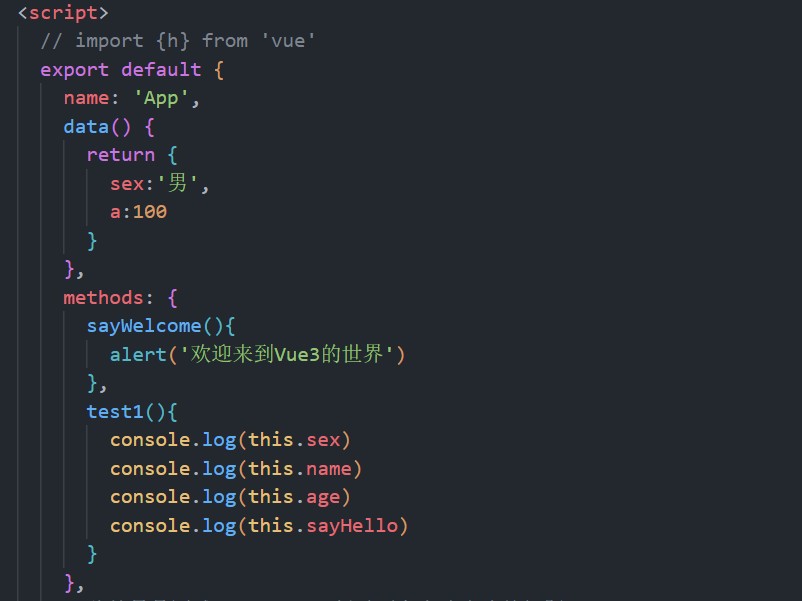 <script>
// import {h} from 'vue'
export default {
name: 'App',
data() {
return {
sex:'男',
a:100
}
},
methods: {
sayWelcome(){
alert('欢迎来到Vue3的世界')
},
test1(){
console.log(this.sex)
console.log(this.name)
console.log(this.age)
console.log(this.sayHello)
}
},